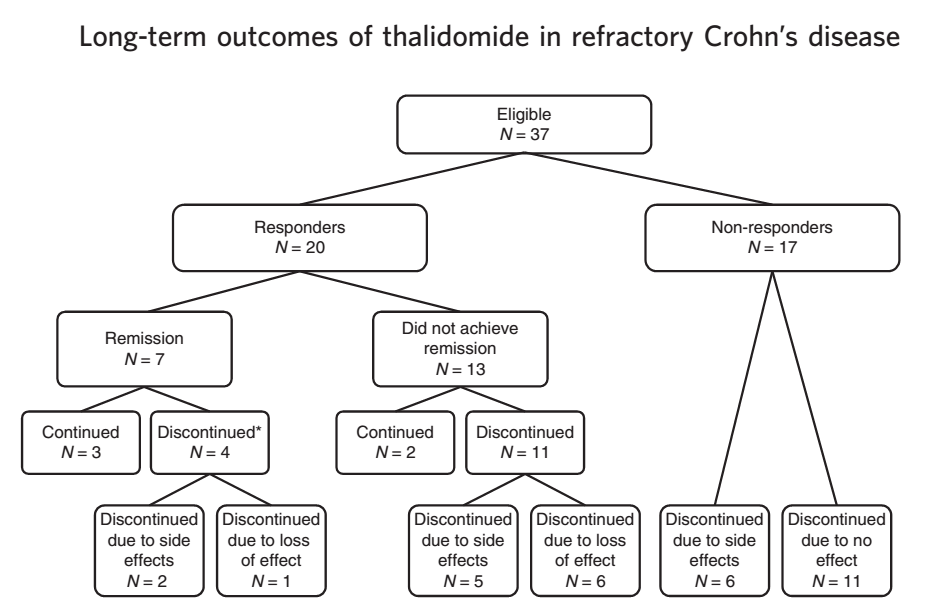 Long-term outcomes of thalidomide in refractory Crohn's disease
Eligible
N = 37
Responders
N = 20
Non-responders
N = 17
Remission
N = 7
Did not achieve
remission
N = 13
Continued
N = 3
Discontinued*
N = 4
Continued
N = 2
Discontinued
N = 11
Discontinued
due to side
effects
N = 2
Discontinued
due to loss
of effect
N = 1
Discontinued
due to side
effects
N = 5
Discontinued
due to loss
of effect
N = 6
Discontinued
due to side
effects
N = 6
Discontinued
due to no
effect
N = 11